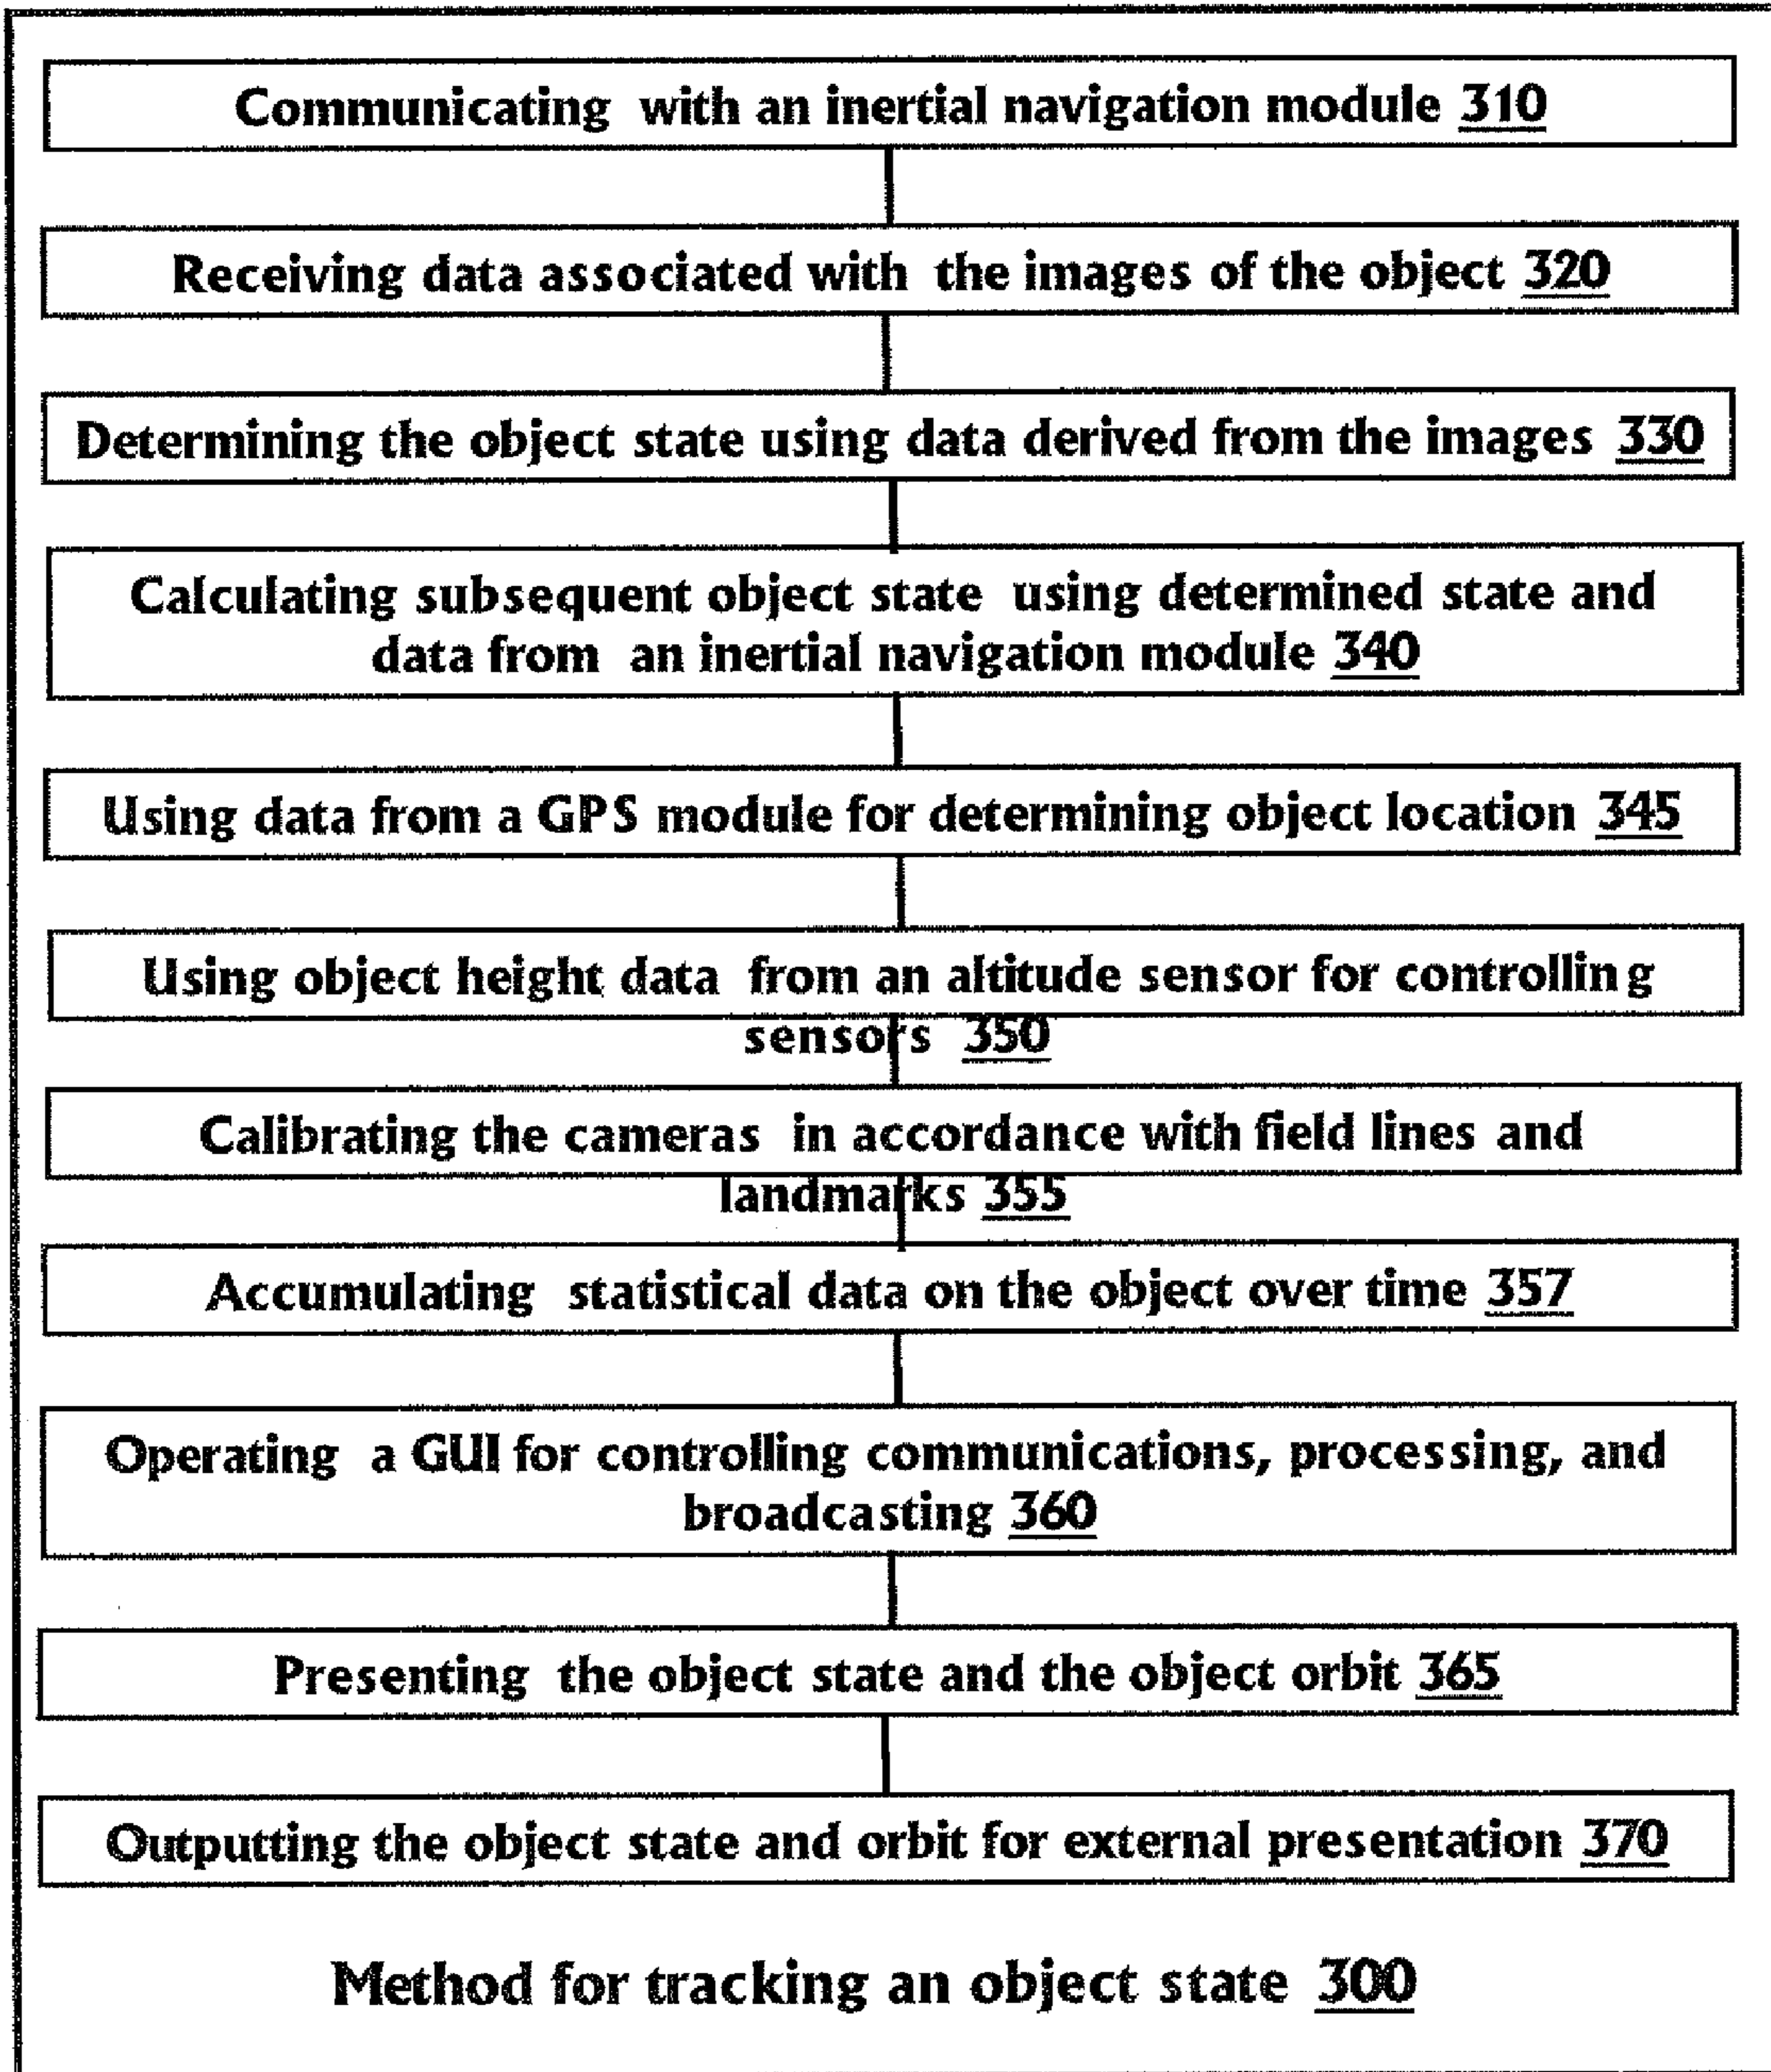 Communicating with an inertial navigation module 310
Receiving data associated with the images of the object 320
Determining the object state using data derived from the images 330
Calculating subsequent object state using determined state and
data from an inertial navigation module 340
Using data from a GPS module for determining object location 345
Using object height data from an altitude sensor for controlling
sensors 350
Calibrating the cameras in accordance with field lines and
landmarks 355
Accumulating statistical data on the object over time 357
Operating a GUI for controlling communications, processing, and
broadcasting 360
Presenting the object state and the object orbit 365
Outputting the object state and orbit for external presentation 370
Method for tracking an object state 300